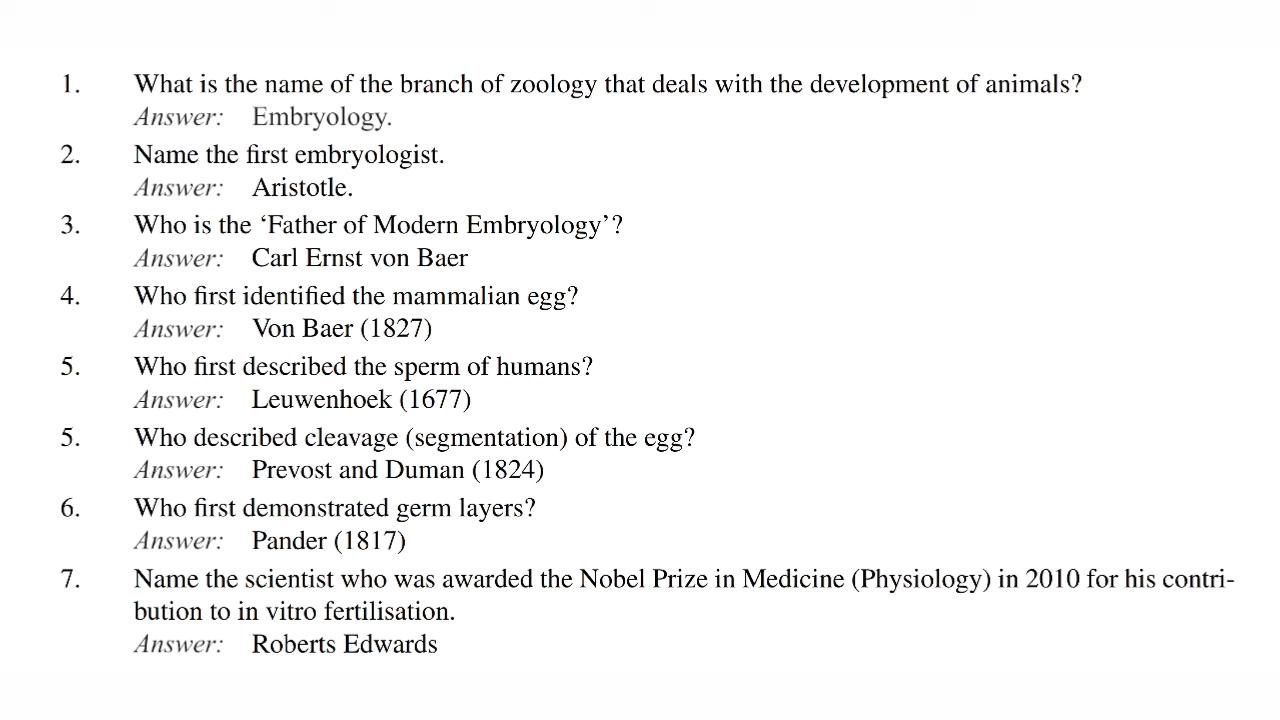 1. What is the name of the branch of zoology that deals with the development of animals?
Answer: Embryology.
2. Name the first embryologist.
Answer: Aristotle.
3. Who is the ‘Father of Modern Embryology’?
Answer: Carl Ernst von Baer
4. Who first identified the mammalian egg?
Answer: Von Baer (1827)
5. Who first described the sperm of humans?
Answer: Leuwenhoek (1677)
5. Who described cleavage (segmentation) of the egg?
Answer: Prevost and Duman (1824)
6. Who first demonstrated germ layers?
Answer: Pander (1817)
7. Name the scientist who was awarded the Nobel Prize in Medicine (Physiology) in 2010 for his contri-
bution to in vitro fertilisation.
Answer: Roberts Edwards